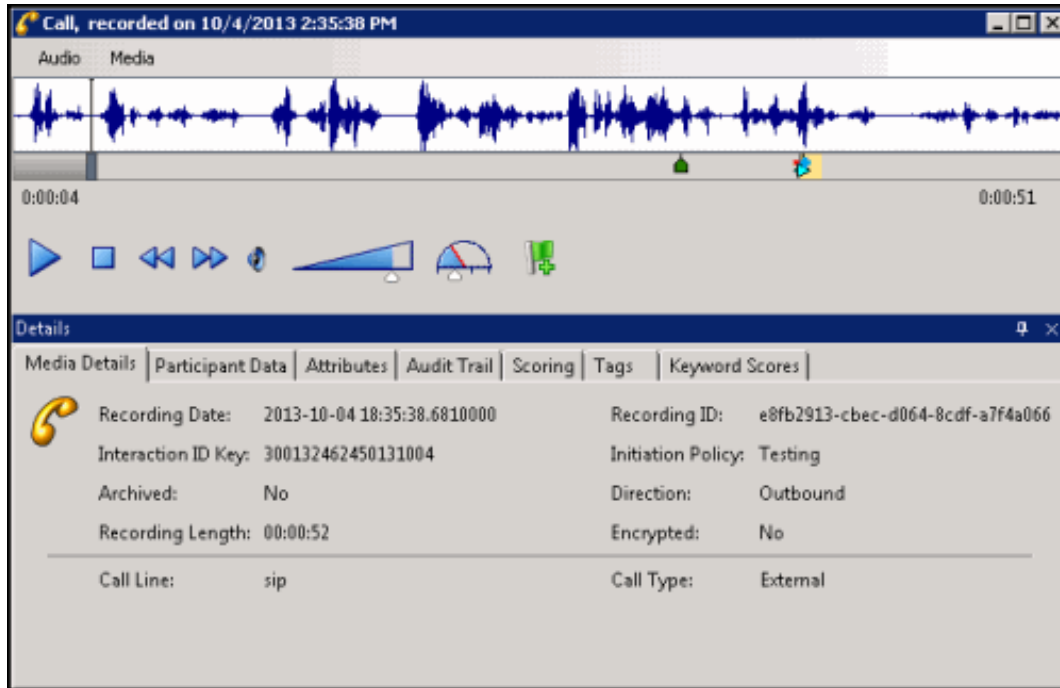 Call, recorded on 10/4/2013 2:35:38 PM
Audio Media
0:00:04 0:00:51
Details
Media Details Participant Data Attributes Audit Trail Scoring Tags Keyword Scores
Recording Date: 2013-10-04 18:35:38.6810000 Recording ID: e8fb2913-cbec-d064-8cdf-a7f4a066
Interaction ID Key: 300132462450131004 Initiation Policy: Testing
Archived: No Direction: Outbound
Recording Length: 00:00:52 Encrypted: No
Call Line: sip Call Type: External